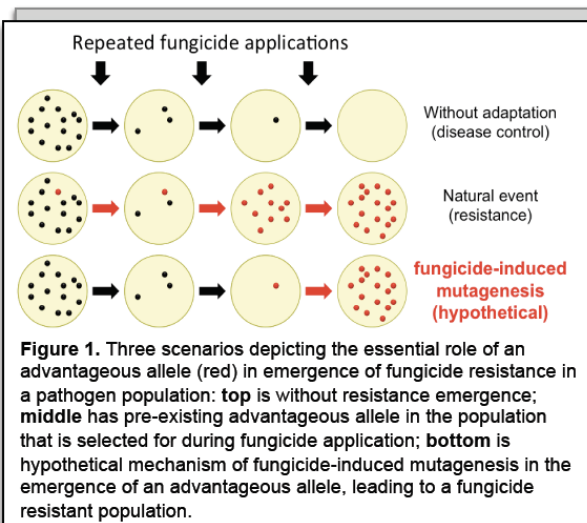 Repeated fungicide applications
Without adaptation
(disease control)
Natural event
(resistance)
fungicide-induced
mutagenesis
(hypothetical)
Figure 1. Three scenarios depicting the essential role of an
advantageous allele (red) in emergence of fungicide resistance in
a pathogen population: top is without resistance emergence;
middle has pre-existing advantageous allele in the population
that is selected for during fungicide application; bottom is
hypothetical mechanism of fungicide-induced mutagenesis in the
emergence of an advantageous allele, leading to a fungicide
resistant population.